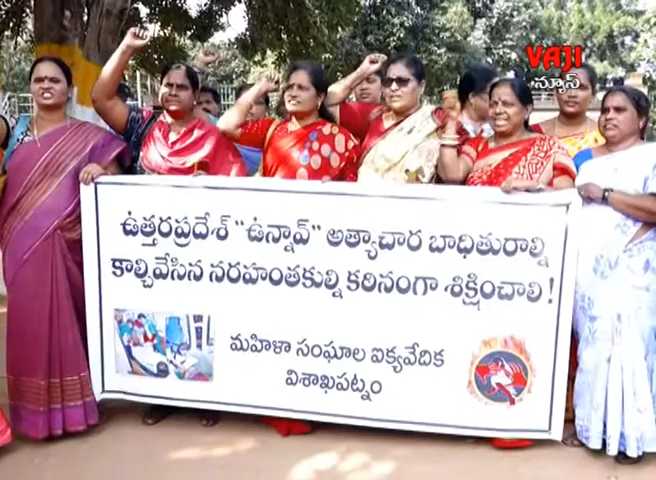 VAJI
న్యూస్
ఉత్తరప్రదేశ్ "ఉన్నావ్" అత్యాచార బాధితురాల్ని
కాల్చివేసిన నరహంతకుల్ని కఠినంగా శిక్షించాలి!
మహిళా సంఘాల ఐక్యవేదిక
విశాఖపట్నం